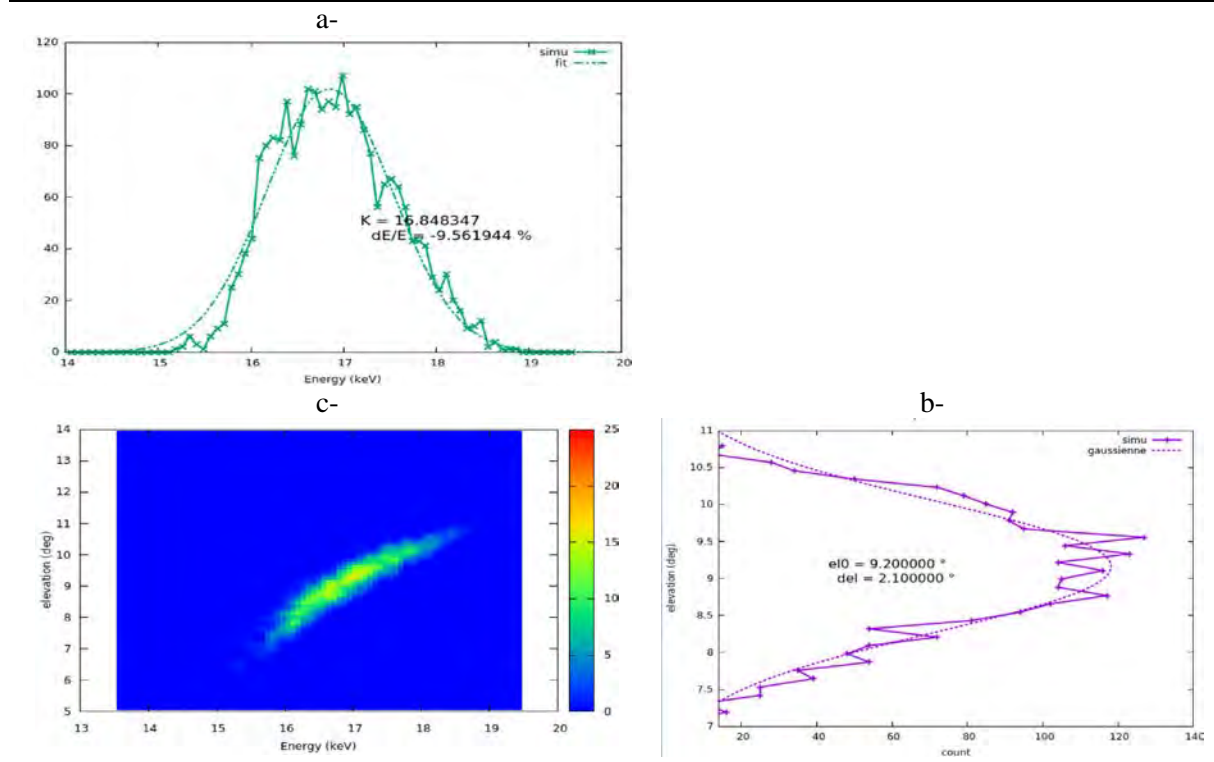 a-
120
100
80
60
40
20
0
simu
fit
K = 16.848347
dE/E = -9.561944 %
14 15 16 17 18 19 20
Energy (keV)
c-
14
13
12
11
10
9
8
7
6
5
elevation (deg)
25
20
15
10
5
0
13 14 15 16 17 18 19 20
Energy (keV)
b-
11
10.5
10
9.5
9
8.5
8
7.5
7
elevation (deg)
simu
gaussienne
el0 = 9.200000 °
del = 2.100000 °
20 40 60 80 100 120 140
count